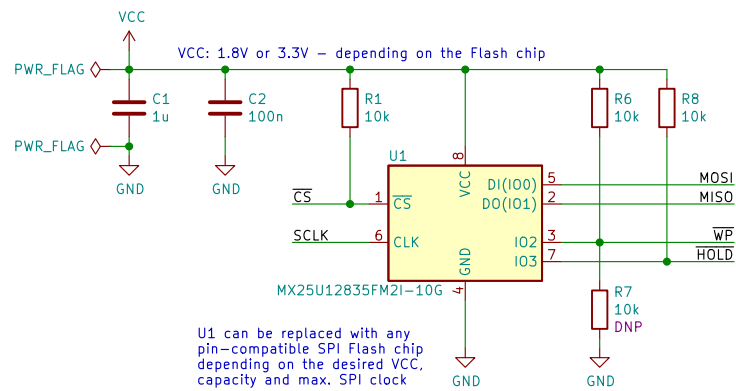 VCC
VCC: 1.8V or 3.3V – depending on the Flash chip
PWR_FLAG
C1
1u
C2
100n
R1
10k
R6
10k
R8
10k
PWR_FLAG
GND
GND
U1
8
VCC
CS
1
CS
DI(IO0)
5
MOSI
DO(IO1)
2
MISO
SCLK
6
CLK
IO2
3
WP
IO3
7
HOLD
GND
4
MX25U12835FM2I-10G
R7
10k
DNP
U1 can be replaced with any
pin-compatible SPI Flash chip
depending on the desired VCC,
capacity and max. SPI clock
GND
GND